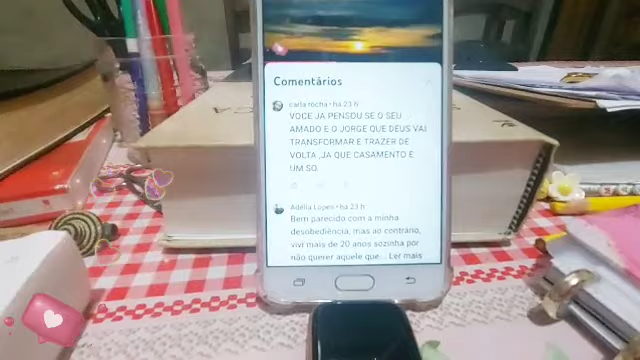 Comentários
carla rocha • há 23 h
VOCE JA PENSOU SE O SEU
AMADO E O JORGE QUE DEUS VAI
TRANSFORMAR E TRAZER DE
VOLTA ,JA QUE CASAMENTO E
UM SO
Adélia Lopes • há 23 h
Bem parecido com a minha
desobediência, mas ao contrário,
vivi mais de 20 anos sozinha por
não querer aquele que... Ler mais